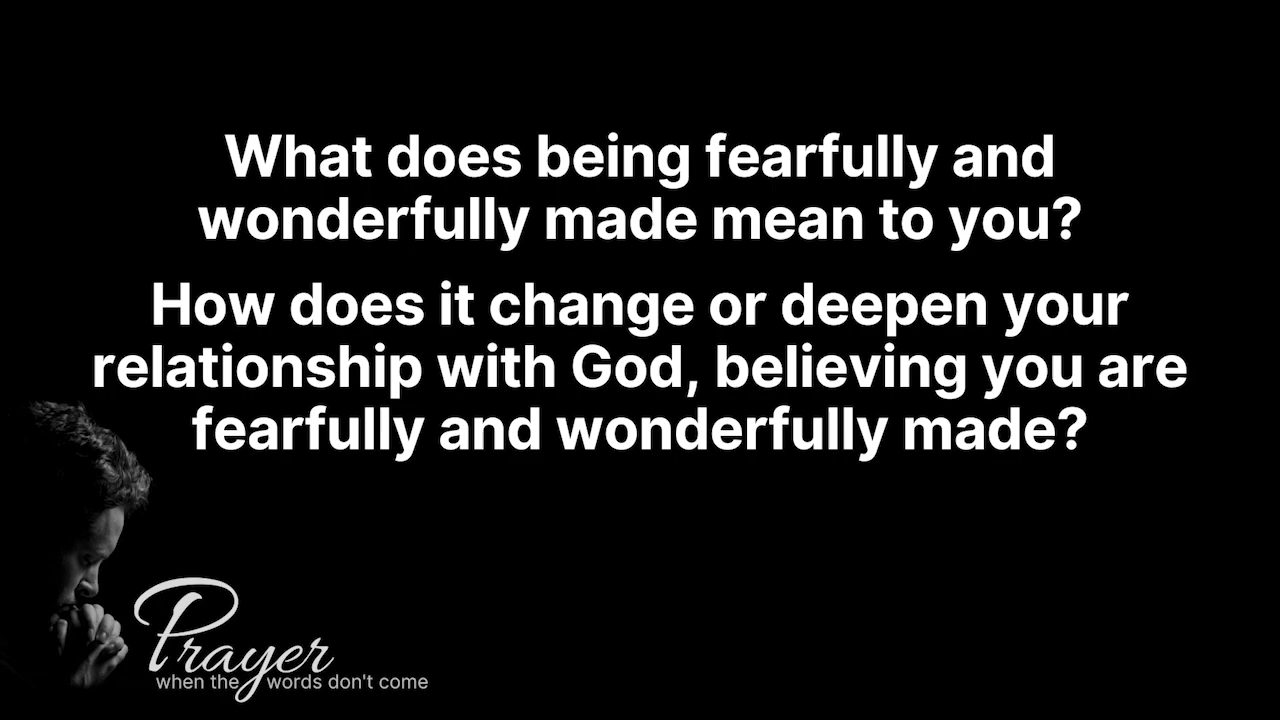 What does being fearfully and
wonderfully made mean to you?
How does it change or deepen your
relationship with God, believing you are
fearfully and wonderfully made?
Prayer
when the words don't come